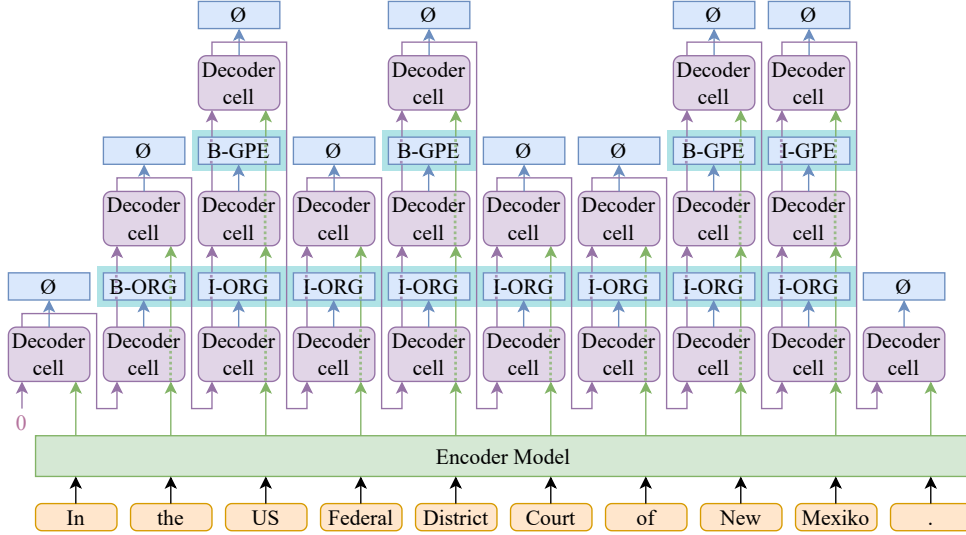 Ø Ø Ø Ø
Decoder cell Decoder cell Decoder cell Decoder cell
Ø B-GPE Ø B-GPE Ø Ø B-GPE I-GPE
Decoder cell Decoder cell Decoder cell Decoder cell Decoder cell Decoder cell Decoder cell Decoder cell
Ø B-ORG I-ORG I-ORG I-ORG I-ORG I-ORG I-ORG I-ORG Ø
Decoder cell Decoder cell Decoder cell Decoder cell Decoder cell Decoder cell Decoder cell Decoder cell Decoder cell Decoder cell
0
Encoder Model
In the US Federal District Court of New Mexiko .